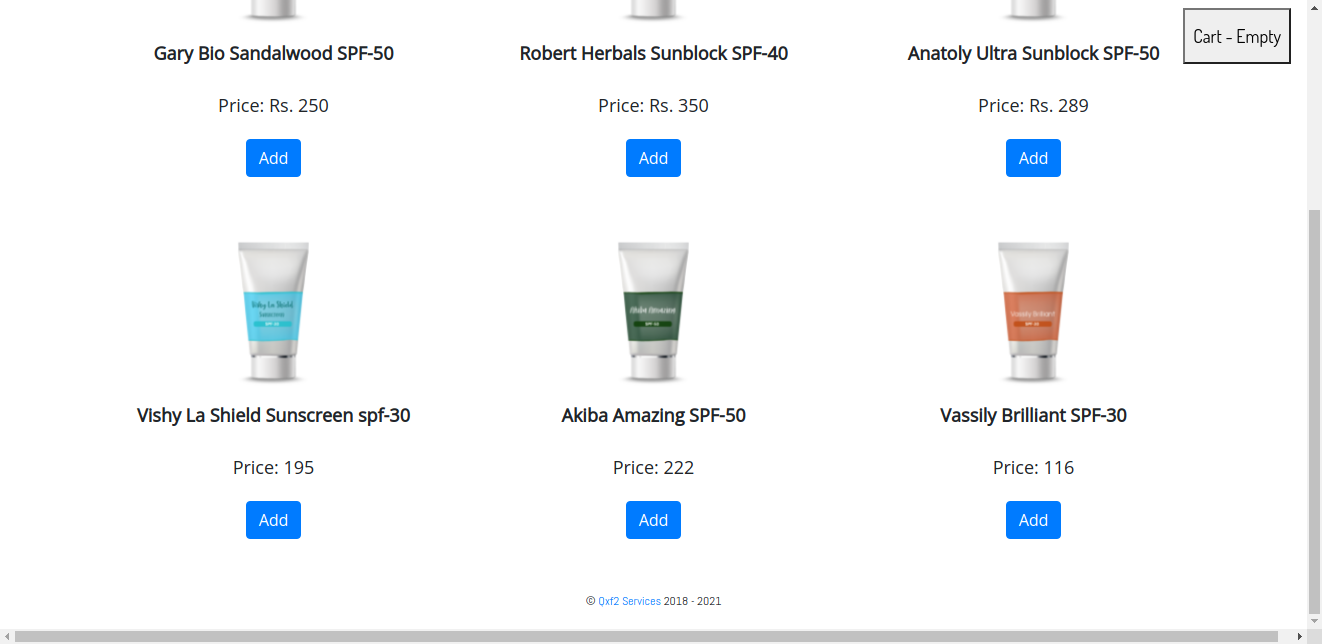 Cart - Empty
Gary Bio Sandalwood SPF-50
Robert Herbals Sunblock SPF-40
Anatoly Ultra Sunblock SPF-50
Price: Rs. 250
Price: Rs. 350
Price: Rs. 289
Add
Add
Add
Vishy La Shield
Sunscreen
SPF-30
Akiba Amazing
Vassily Brilliant
Vishy La Shield Sunscreen spf-30
Akiba Amazing SPF-50
Vassily Brilliant SPF-30
Price: 195
Price: 222
Price: 116
Add
Add
Add
© Qxf2 Services 2018 - 2021